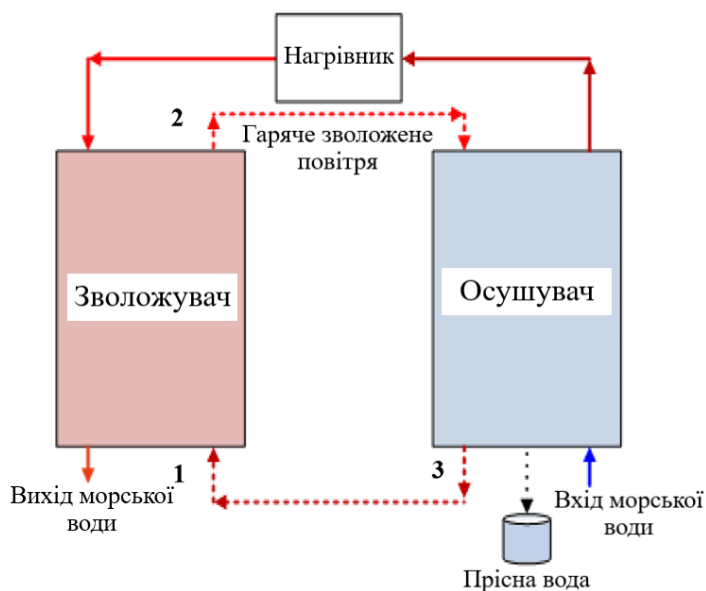 Нагрівник
2
Гаряче зволожене
повітря
Зволожувач
Осушувач
1
3
Вихід морської
води
Вхід морської
води
Прісна вода